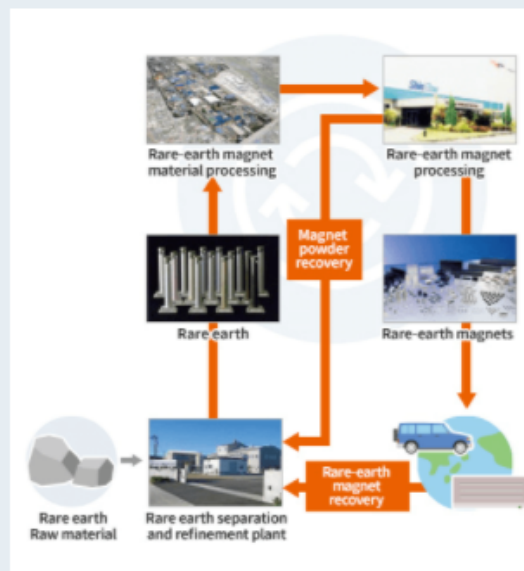 Rare-earth magnet
material processing
Rare-earth magnet
processing
Magnet
powder
recovery
Rare earth
Rare-earth magnets
Rare-earth
magnet
recovery
Rare earth
Raw material
Rare earth separation
and refinement plant